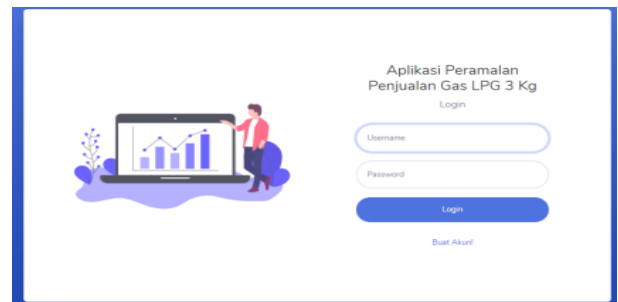 Aplikasi Peramalan
Penjualan Gas LPG 3 Kg
Login
Username
Password
Login
Buat Akun!